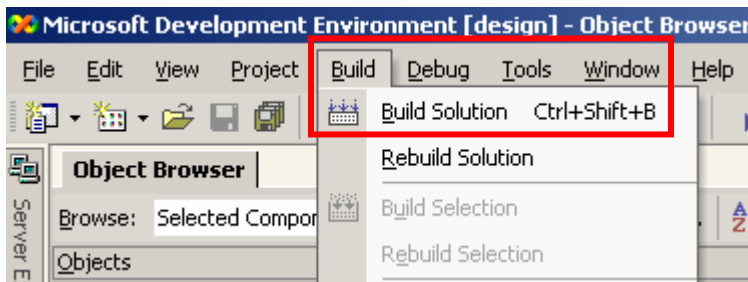 Microsoft Development Environment [design] - Object Browser
File Edit View Project Build Debug Tools Window Help
Build Solution Ctrl+Shift+B
Object Browser
Rebuild Solution
Browse: Selected Compor
Build Selection
Objects
Rebuild Selection
Server E